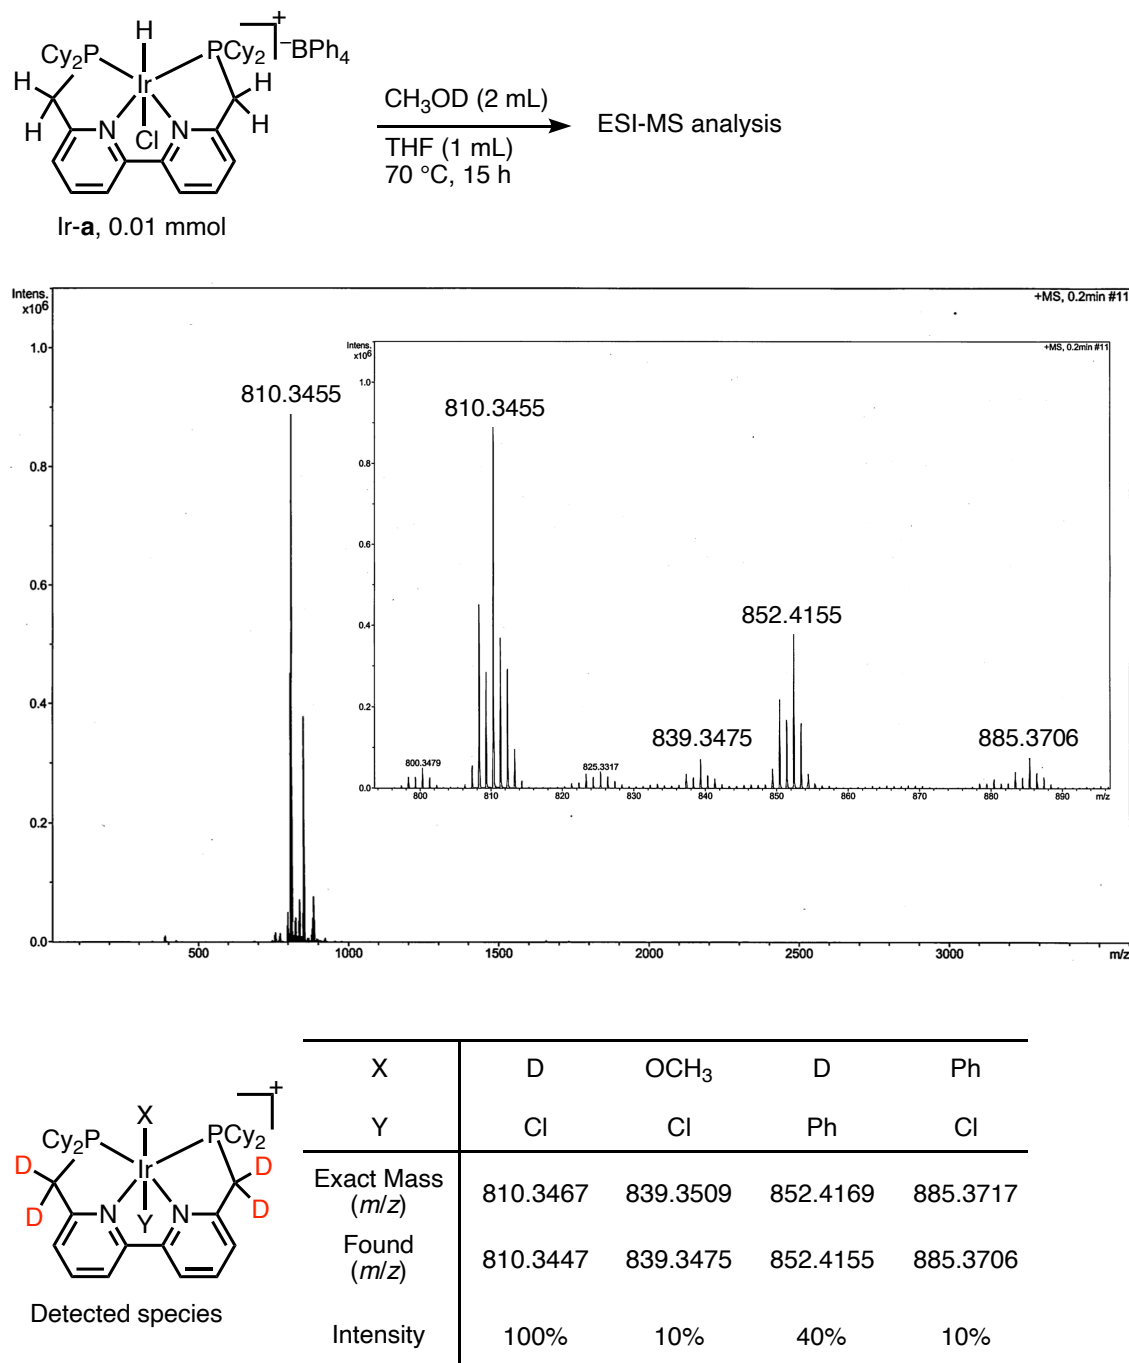 H
+
Cy2P
PCy2
–BPh4
H
Ir
H
H
N
Cl
N
H
CH3OD (2 mL)
THF (1 mL)
70 °C, 15 h
ESI-MS analysis
Ir-a, 0.01 mmol
Intens.
x10^6
+MS, 0.2min #11
1.0
0.8
0.6
0.4
0.2
0.0
810.3455
500
1000
1500
2000
2500
3000
m/z
Intens.
x10^6
+MS, 0.2min #11
1.0
0.8
0.6
0.4
0.2
0.0
810.3455
852.4155
839.3475
885.3706
800.3479
825.3317
800
810
820
830
840
850
860
870
880
890
m/z
X D OCH3 D Ph
Y Cl Cl Ph Cl
Exact Mass
(m/z)
810.3467 839.3509 852.4169 885.3717
Found
(m/z)
810.3447 839.3475 852.4155 885.3706
Intensity 100% 10% 40% 10%
+
X
Cy2P
PCy2
D
Ir
D
D
N
Y
N
D
Detected species